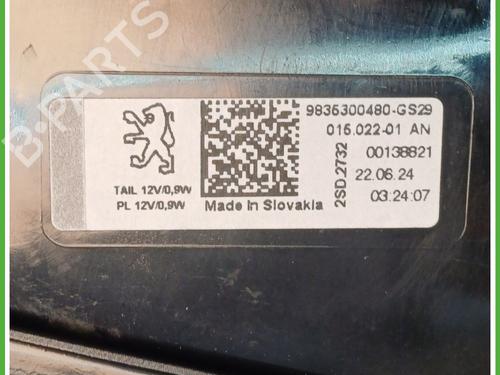 B-PARTS
9835300480-GS29
015.022-01 AN
2SD.2732
00138821
22.06.24
03:24:07
TAIL 12V/0,9W
PL 12V/0,9W
Made in Slovakia